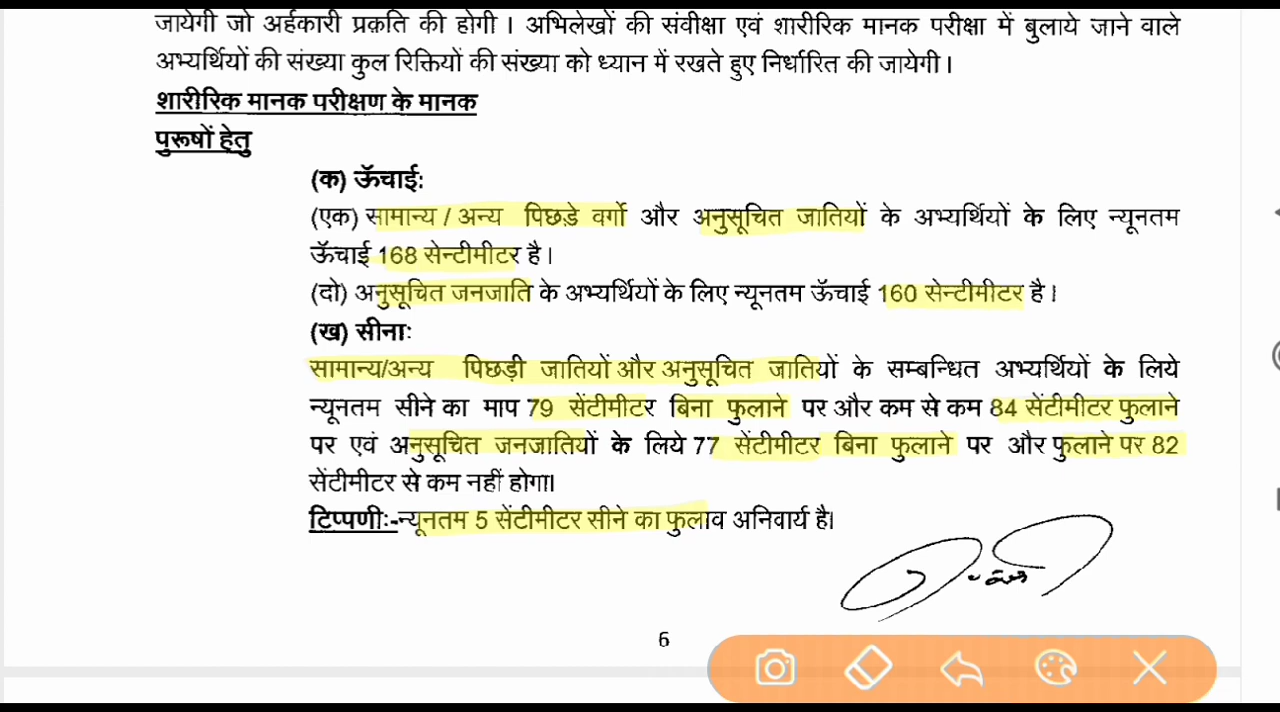 जायेगी जो अर्हकारी प्रकृति की होगी । अभिलेखों की संवीक्षा एवं शारीरिक मानक परीक्षा में बुलाये जाने वाले
अभ्यर्थियों की संख्या कुल रिक्तियों की संख्या को ध्यान में रखते हुए निर्धारित की जायेगी ।
शारीरिक मानक परीक्षण के मानक
पुरूषों हेतु
(क) ऊँचाई:
(एक) सामान्य / अन्य पिछड़े वर्गो और अनुसूचित जातियों के अभ्यर्थियों के लिए न्यूनतम
ऊँचाई 168 सेन्टीमीटर है ।
(दो) अनुसूचित जनजाति के अभ्यर्थियों के लिए न्यूनतम ऊँचाई 160 सेन्टीमीटर है ।
(ख) सीनाः
सामान्य/अन्य पिछड़ी जातियों और अनुसूचित जातियों के सम्बन्धित अभ्यर्थियों के लिये
न्यूनतम सीने का माप 79 सेंटीमीटर बिना फुलाने पर और कम से कम 84 सेंटीमीटर फुलाने
पर एवं अनुसूचित जनजातियों के लिये 77 सेंटीमीटर बिना फुलाने पर और फुलाने पर 82
सेंटीमीटर से कम नहीं होगा।
टिप्पणीः-न्यूनतम 5 सेंटीमीटर सीने का फुलाव अनिवार्य है।
6